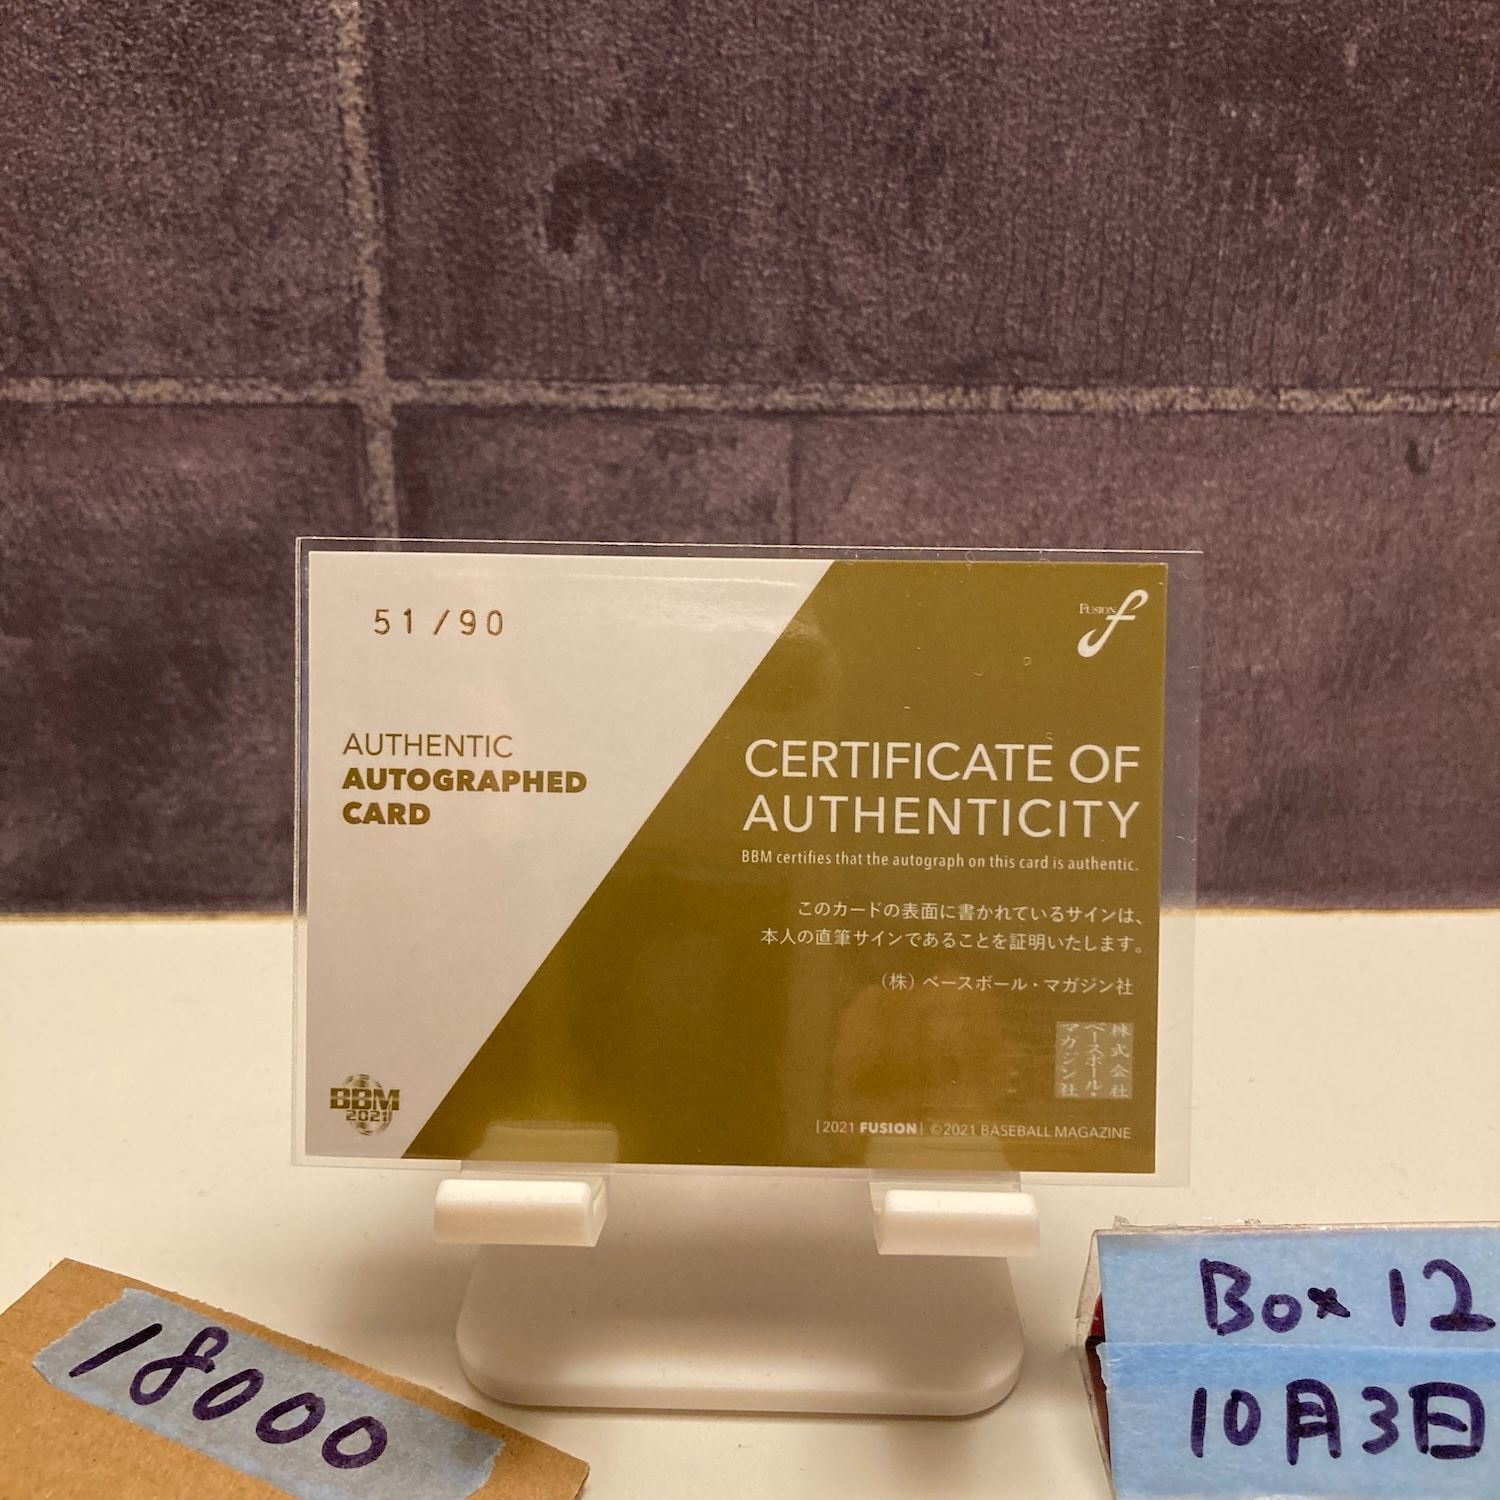 51/90
FUSION f
AUTHENTIC
AUTOGRAPHED
CARD
CERTIFICATE OF
AUTHENTICITY
BBM certifies that the autograph on this card is authentic.
このカードの表面に書かれているサインは、
本人の直筆サインであることを証明いたします。
（株）ベースボール・マガジン社
株式会社
ベースボール・
マガジン社
BBM
2021
[2021 FUSION] ©2021 BASEBALL MAGAZINE
18000
Box 12
10月3日